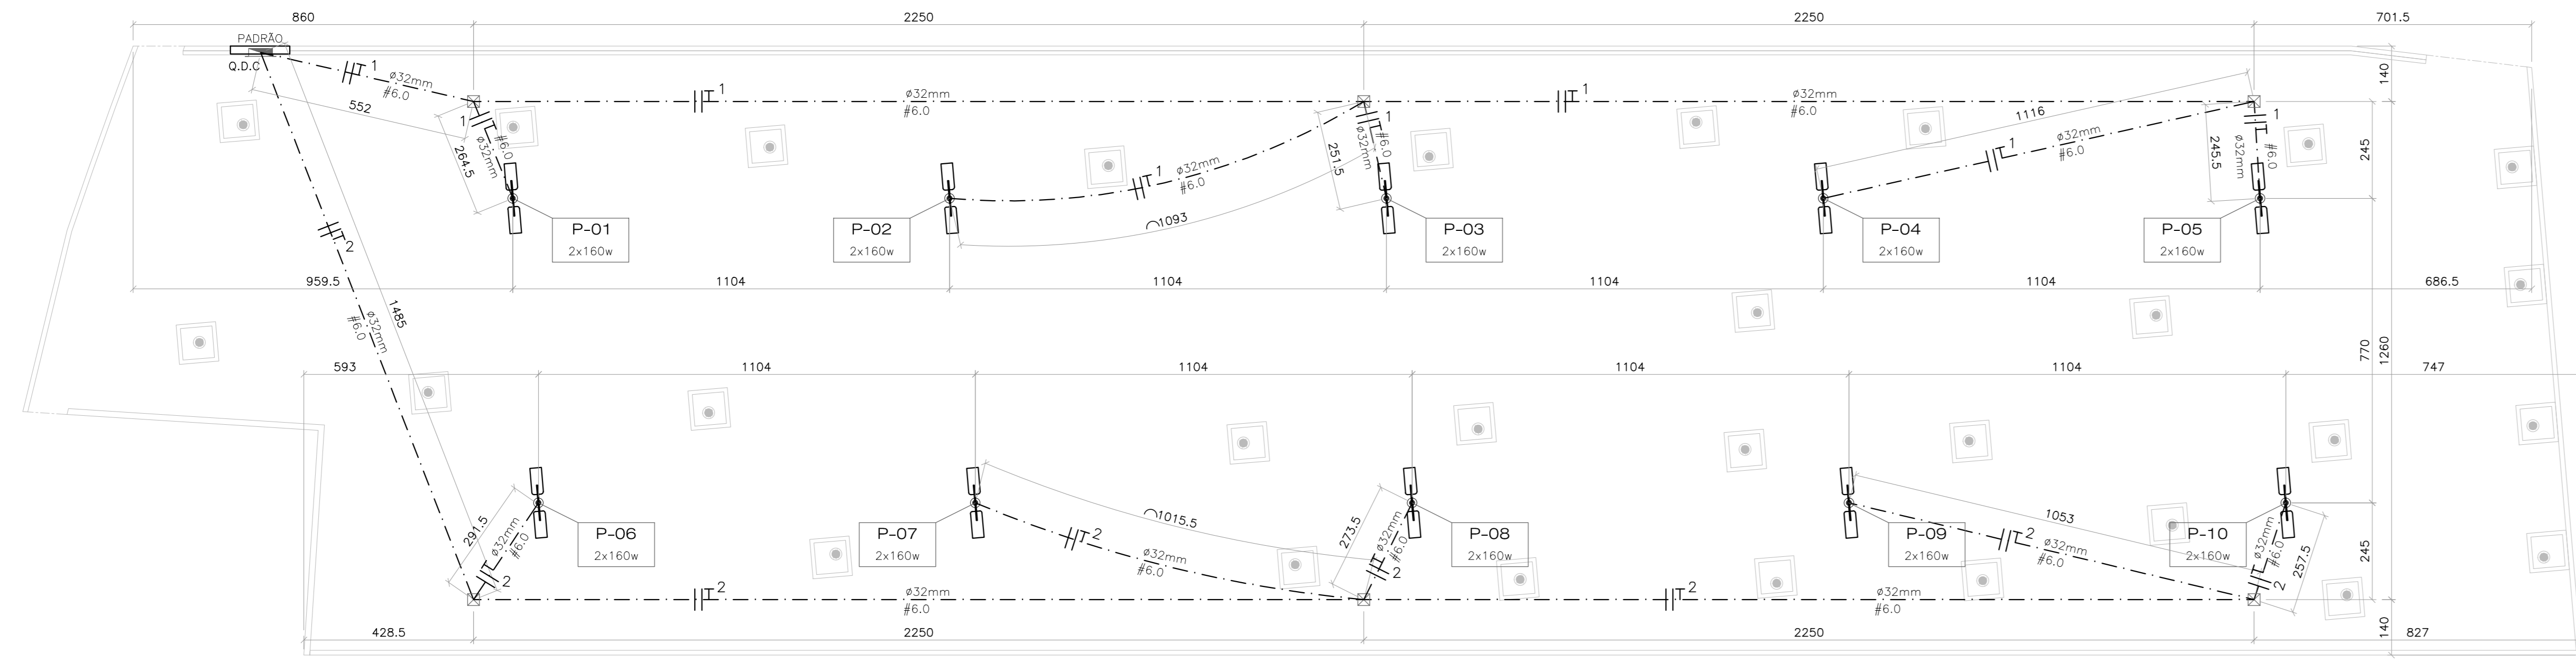 860
2250
2250
701.5
PADRÃO
Q.D.C
1
ø32mm
#6.0
552
1
ø32mm
#6.0
1
ø32mm
#6.0
140
1
ø32mm
#6.0
264.5
1
ø32mm
#6.0
1093
1
ø32mm
#6.0
251.5
1116
1
ø32mm
#6.0
1
ø32mm
#6.0
245.5
245
P-01
2x160w
P-02
2x160w
P-03
2x160w
P-04
2x160w
P-05
2x160w
2
ø32mm
#6.0
1485
959.5
1104
1104
1104
1104
686.5
770
1260
593
1104
1104
1104
1104
747
291.5
ø32mm
#6.0
2
P-06
2x160w
P-07
2x160w
2
ø32mm
#6.0
1015.5
273.5
ø32mm
#6.0
2
P-08
2x160w
P-09
2x160w
1053
2
ø32mm
#6.0
P-10
2x160w
ø32mm
#6.0
2
257.5
245
2
ø32mm
#6.0
2
ø32mm
#6.0
428.5
2250
2250
140
827